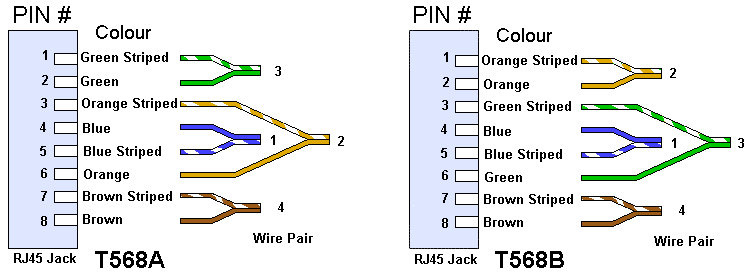 PIN #
Colour
1 Green Striped
2 Green
3
3 Orange Striped
4 Blue
1
2
5 Blue Striped
6 Orange
7 Brown Striped
4
8 Brown
Wire Pair
RJ45 Jack
T568A
PIN #
Colour
1 Orange Striped
2 Orange
2
3 Green Striped
4 Blue
1
3
5 Blue Striped
6 Green
7 Brown Striped
4
8 Brown
Wire Pair
RJ45 Jack
T568B